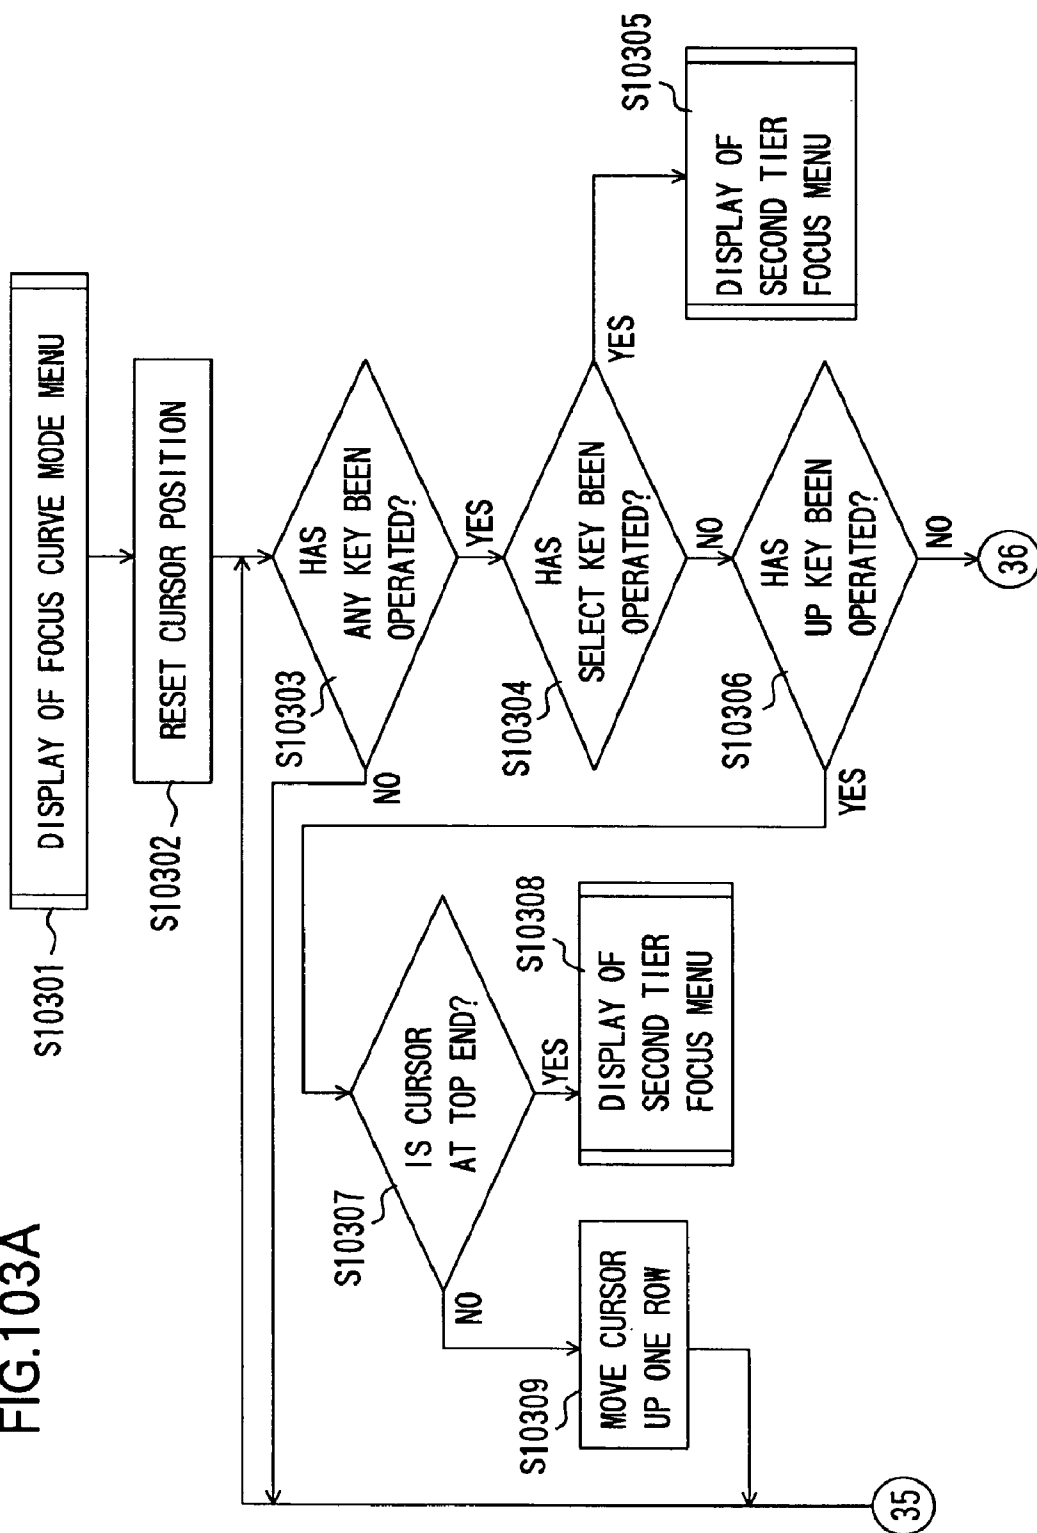 FIG.103A
S10301
DISPLAY OF FOCUS CURVE MODE MENU
S10302
RESET CURSOR POSITION
S10303
HAS
ANY KEY BEEN
OPERATED?
NO
YES
S10304
HAS
SELECT KEY BEEN
OPERATED?
YES
NO
S10305
DISPLAY OF
SECOND TIER
FOCUS MENU
S10306
HAS
UP KEY BEEN
OPERATED?
YES
NO
36
S10307
IS CURSOR
AT TOP END?
NO
YES
S10308
DISPLAY OF
SECOND TIER
FOCUS MENU
S10309
MOVE CURSOR
UP ONE ROW
35